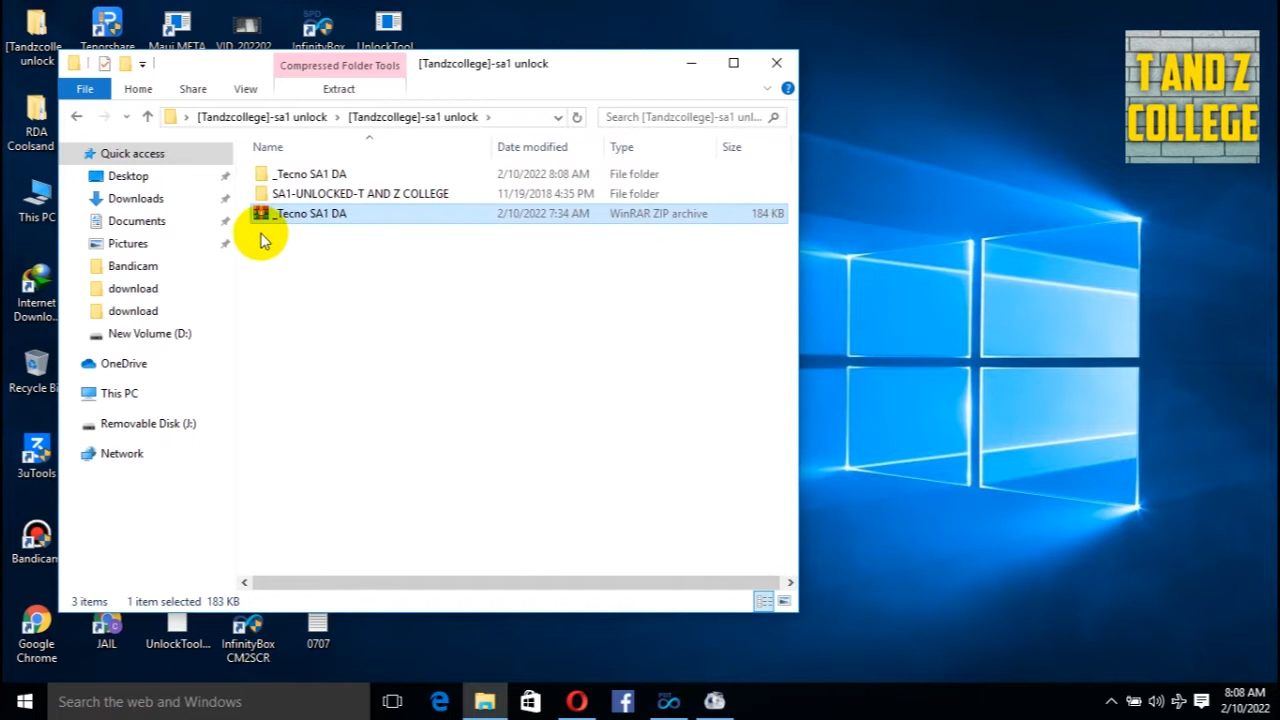 [Tandzcolle
unlock
Tenorshare
Maui META
VID_202202
SPD
InfinityBox
UnlockTool
T AND Z
COLLEGE
Compressed Folder Tools
[Tandzcollege]-sa1 unlock
File
Home
Share
View
Extract
[Tandzcollege]-sa1 unlock
[Tandzcollege]-sa1 unlock
Search [Tandzcollege]-sa1 unl...
RDA
Coolsand
Name
Date modified
Type
Size
Quick access
_Tecno SA1 DA
2/10/2022 8:08 AM
File folder
Desktop
SA1-UNLOCKED-T AND Z COLLEGE
11/19/2018 4:35 PM
File folder
Downloads
_Tecno SA1 DA
2/10/2022 7:34 AM
WinRAR ZIP archive
184 KB
This PC
Documents
Pictures
Bandicam
download
download
New Volume (D:)
Internet
Downlo...
OneDrive
Recycle Bi
This PC
Removable Disk (J:)
Network
3uTools
Bandicam
3 items
1 item selected
183 KB
Google
Chrome
JAIL
UnlockTool...
InfinityBox
CM2SCR
0707
Search the web and Windows
8:08 AM
2/10/2022